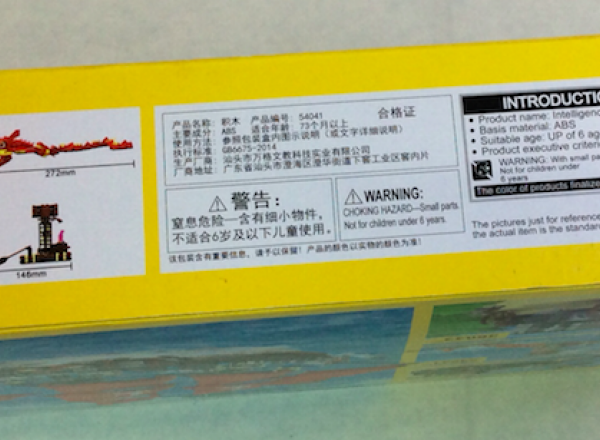 272mm
146mm
产品名称: 积木 产品编号: 54041 合格证
主要成分: ABS 适合年龄: 73个月以上
使用方法: 参照包装盒内图示说明（或文字详细说明）
执行标准: GB6675-2014
生产厂商: 汕头市万格文教科技实业有限公司
厂商地址: 广东省汕头市澄海区澄华街道下窖工业区窖内片
警告:
窒息危险—含有细小物件,
不适合6岁及以下儿童使用。
WARNING:
CHOKING HAZARD—Small parts.
Not for children under 6 years.
该包装含有重要信息, 请予以保留! 产品的颜色以实物的颜色为准!
INTRODUCTIO
• Product name: Intelligenc
• Basis material: ABS
• Suitable age: UP of 6 ag
• Product executive criteri
WARNING: With small pa
Not for children under
6 years
The color of products finalize
The pictures just for referenc
the actual item is the standar